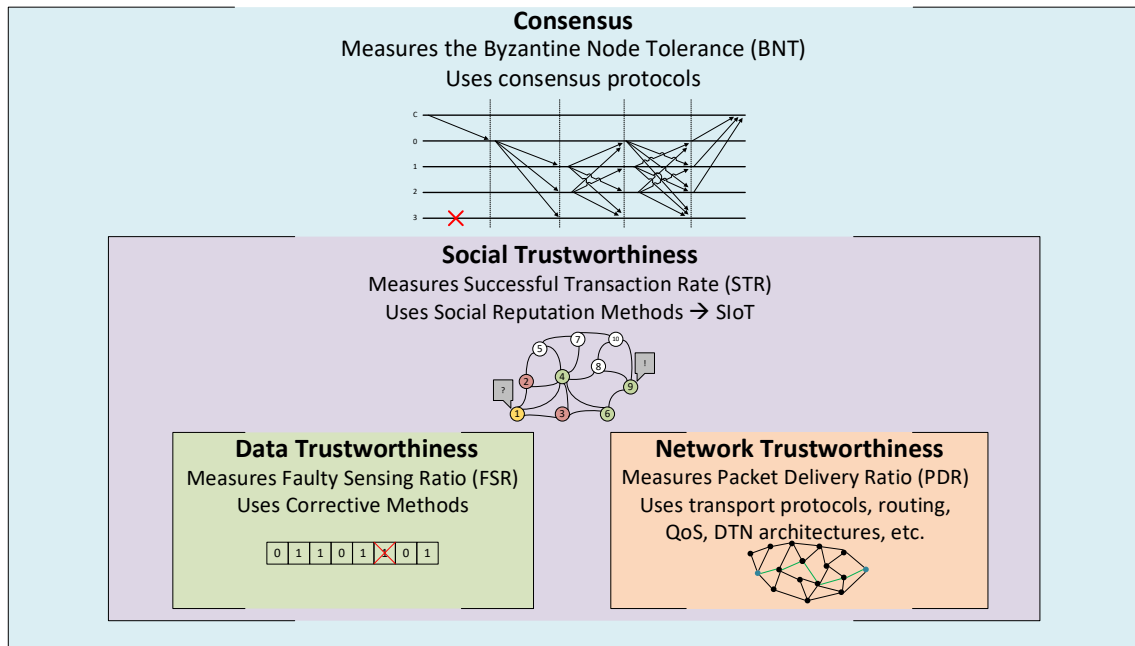 Consensus
Measures the Byzantine Node Tolerance (BNT)
Uses consensus protocols
C
0
1
2
3
Social Trustworthiness
Measures Successful Transaction Rate (STR)
Uses Social Reputation Methods → SIoT
7
10
5
8
!
2
4
9
?
1
3
6
Data Trustworthiness
Measures Faulty Sensing Ratio (FSR)
Uses Corrective Methods
0 1 1 0 1 1 0 1
Network Trustworthiness
Measures Packet Delivery Ratio (PDR)
Uses transport protocols, routing,
QoS, DTN architectures, etc.